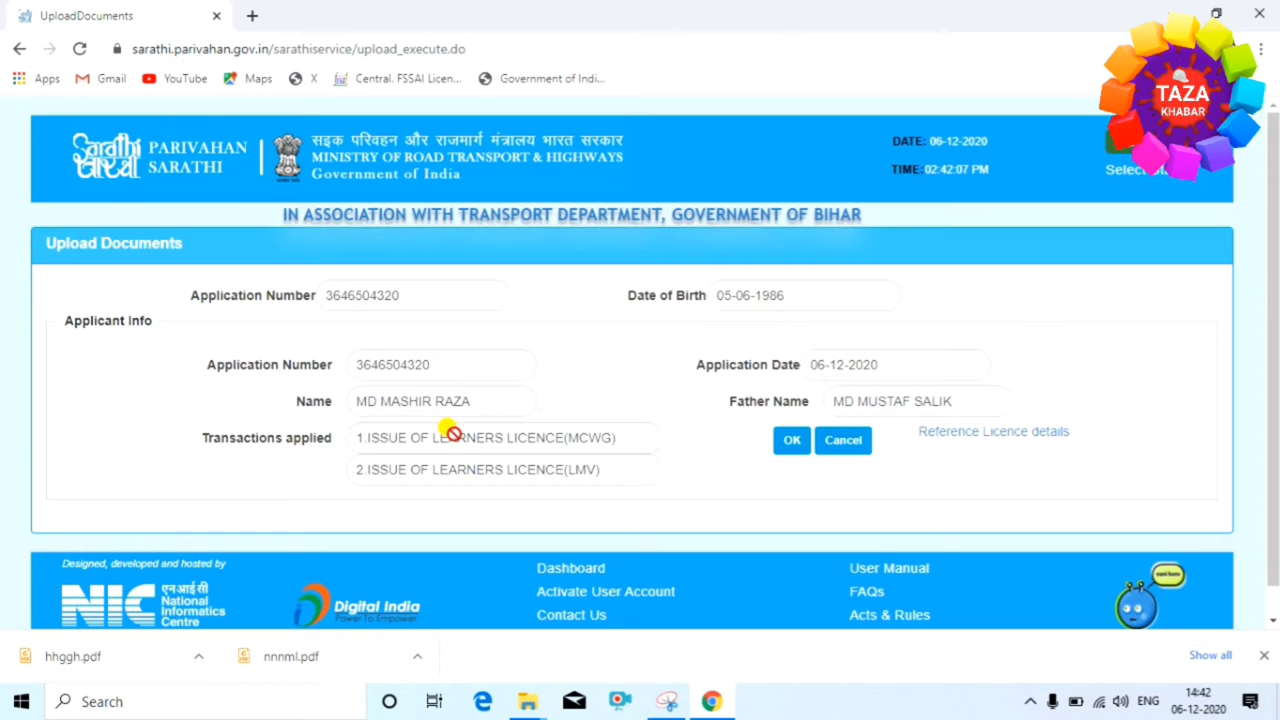 UploadDocuments
sarathi.parivahan.gov.in/sarathiservice/upload_execute.do
Apps Gmail YouTube Maps X Central. FSSAI Licen... Government of Indi...
TAZA
KHABAR
सड़क परिवहन और राजमार्ग मंत्रालय भारत सरकार
PARIVAHAN
SARATHI
MINISTRY OF ROAD TRANSPORT & HIGHWAYS
Government of India
DATE: 06-12-2020
TIME:02:42:07 PM
IN ASSOCIATION WITH TRANSPORT DEPARTMENT, GOVERNMENT OF BIHAR
Upload Documents
Application Number 3646504320 Date of Birth 05-06-1986
Applicant Info
Application Number 3646504320 Application Date 06-12-2020
Name MD MASHIR RAZA Father Name MD MUSTAF SALIK
Transactions applied 1.ISSUE OF LEARNERS LICENCE(MCWG) OK Cancel Reference Licence details
2.ISSUE OF LEARNERS LICENCE(LMV)
Designed, developed and hosted by
NIC एनआईसी
National
Informatics
Centre
Digital India
Power To Empower
Dashboard User Manual
Activate User Account FAQs
Contact Us Acts & Rules
hhggh.pdf nnnml.pdf Show all
Search ENG 14:42
06-12-2020